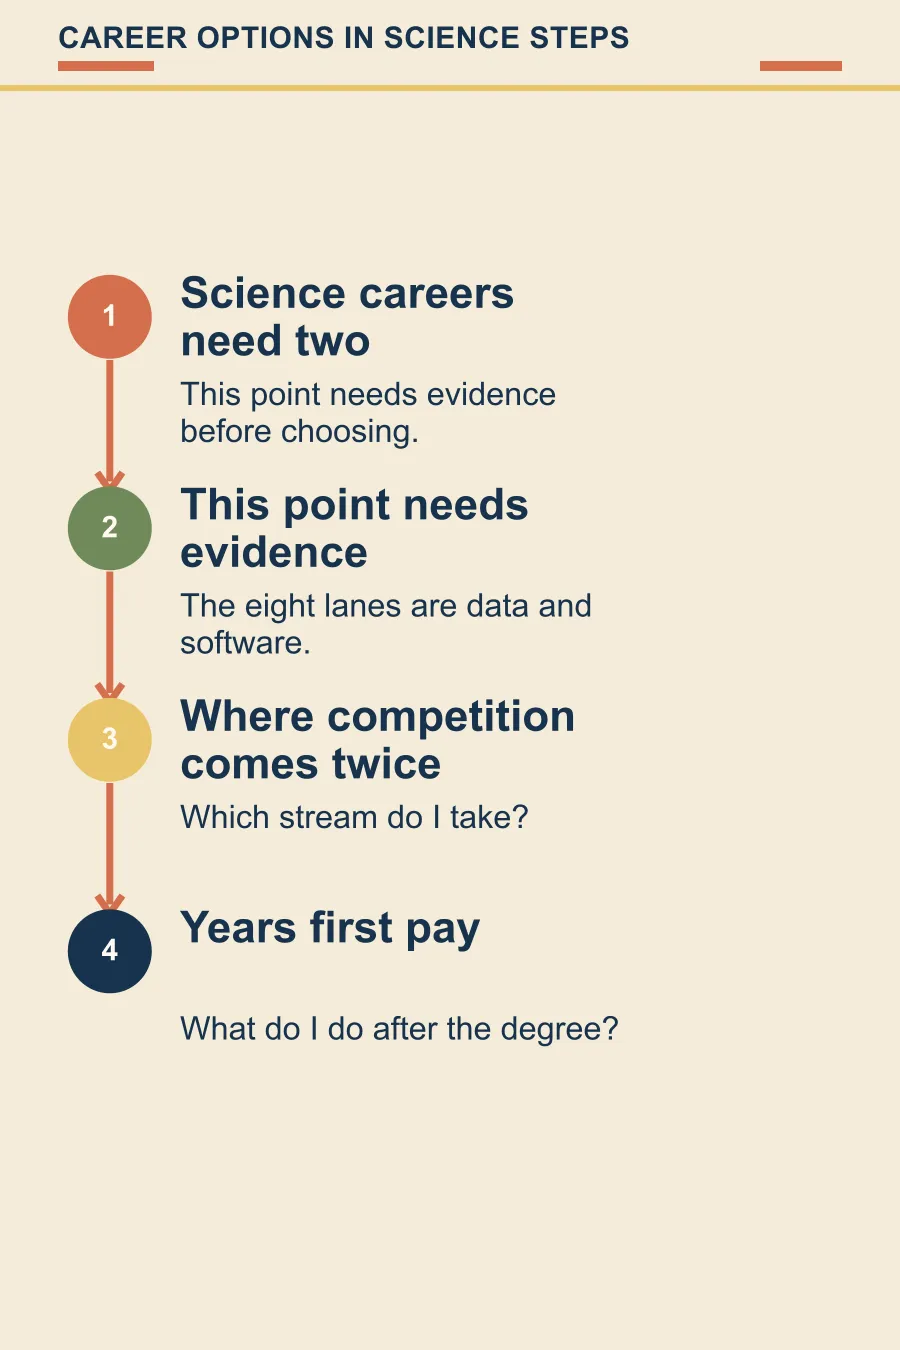 CAREER OPTIONS IN SCIENCE STEPS
1
Science careers
need two
This point needs evidence
before choosing.
2
This point needs
evidence
The eight lanes are data and
software.
3
Where competition
comes twice
Which stream do I take?
4
Years first pay
What do I do after the degree?